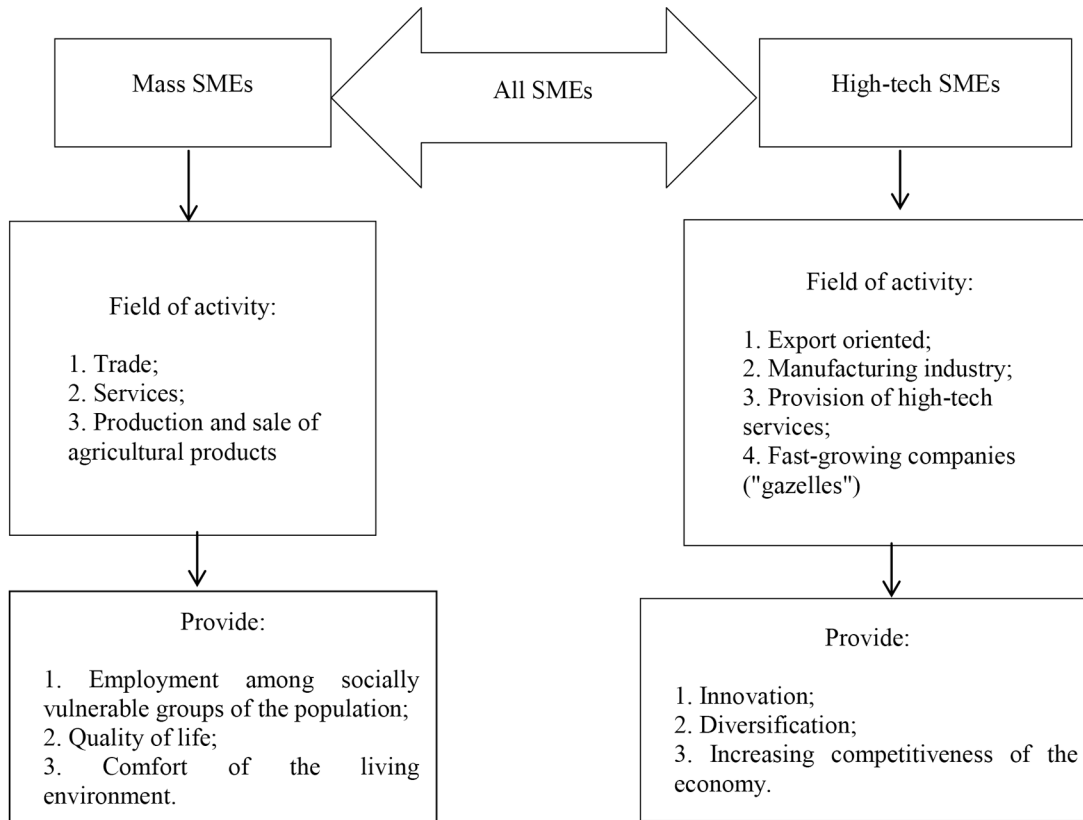 Mass SMEs
All SMEs
High-tech SMEs
Field of activity:
1. Trade;
2. Services;
3. Production and sale of
agricultural products
Field of activity:
1. Export oriented;
2. Manufacturing industry;
3. Provision of high-tech
services;
4. Fast-growing companies
("gazelles")
Provide:
1. Employment among socially
vulnerable groups of the population;
2. Quality of life;
3. Comfort of the living
environment.
Provide:
1. Innovation;
2. Diversification;
3. Increasing competitiveness of the
economy.